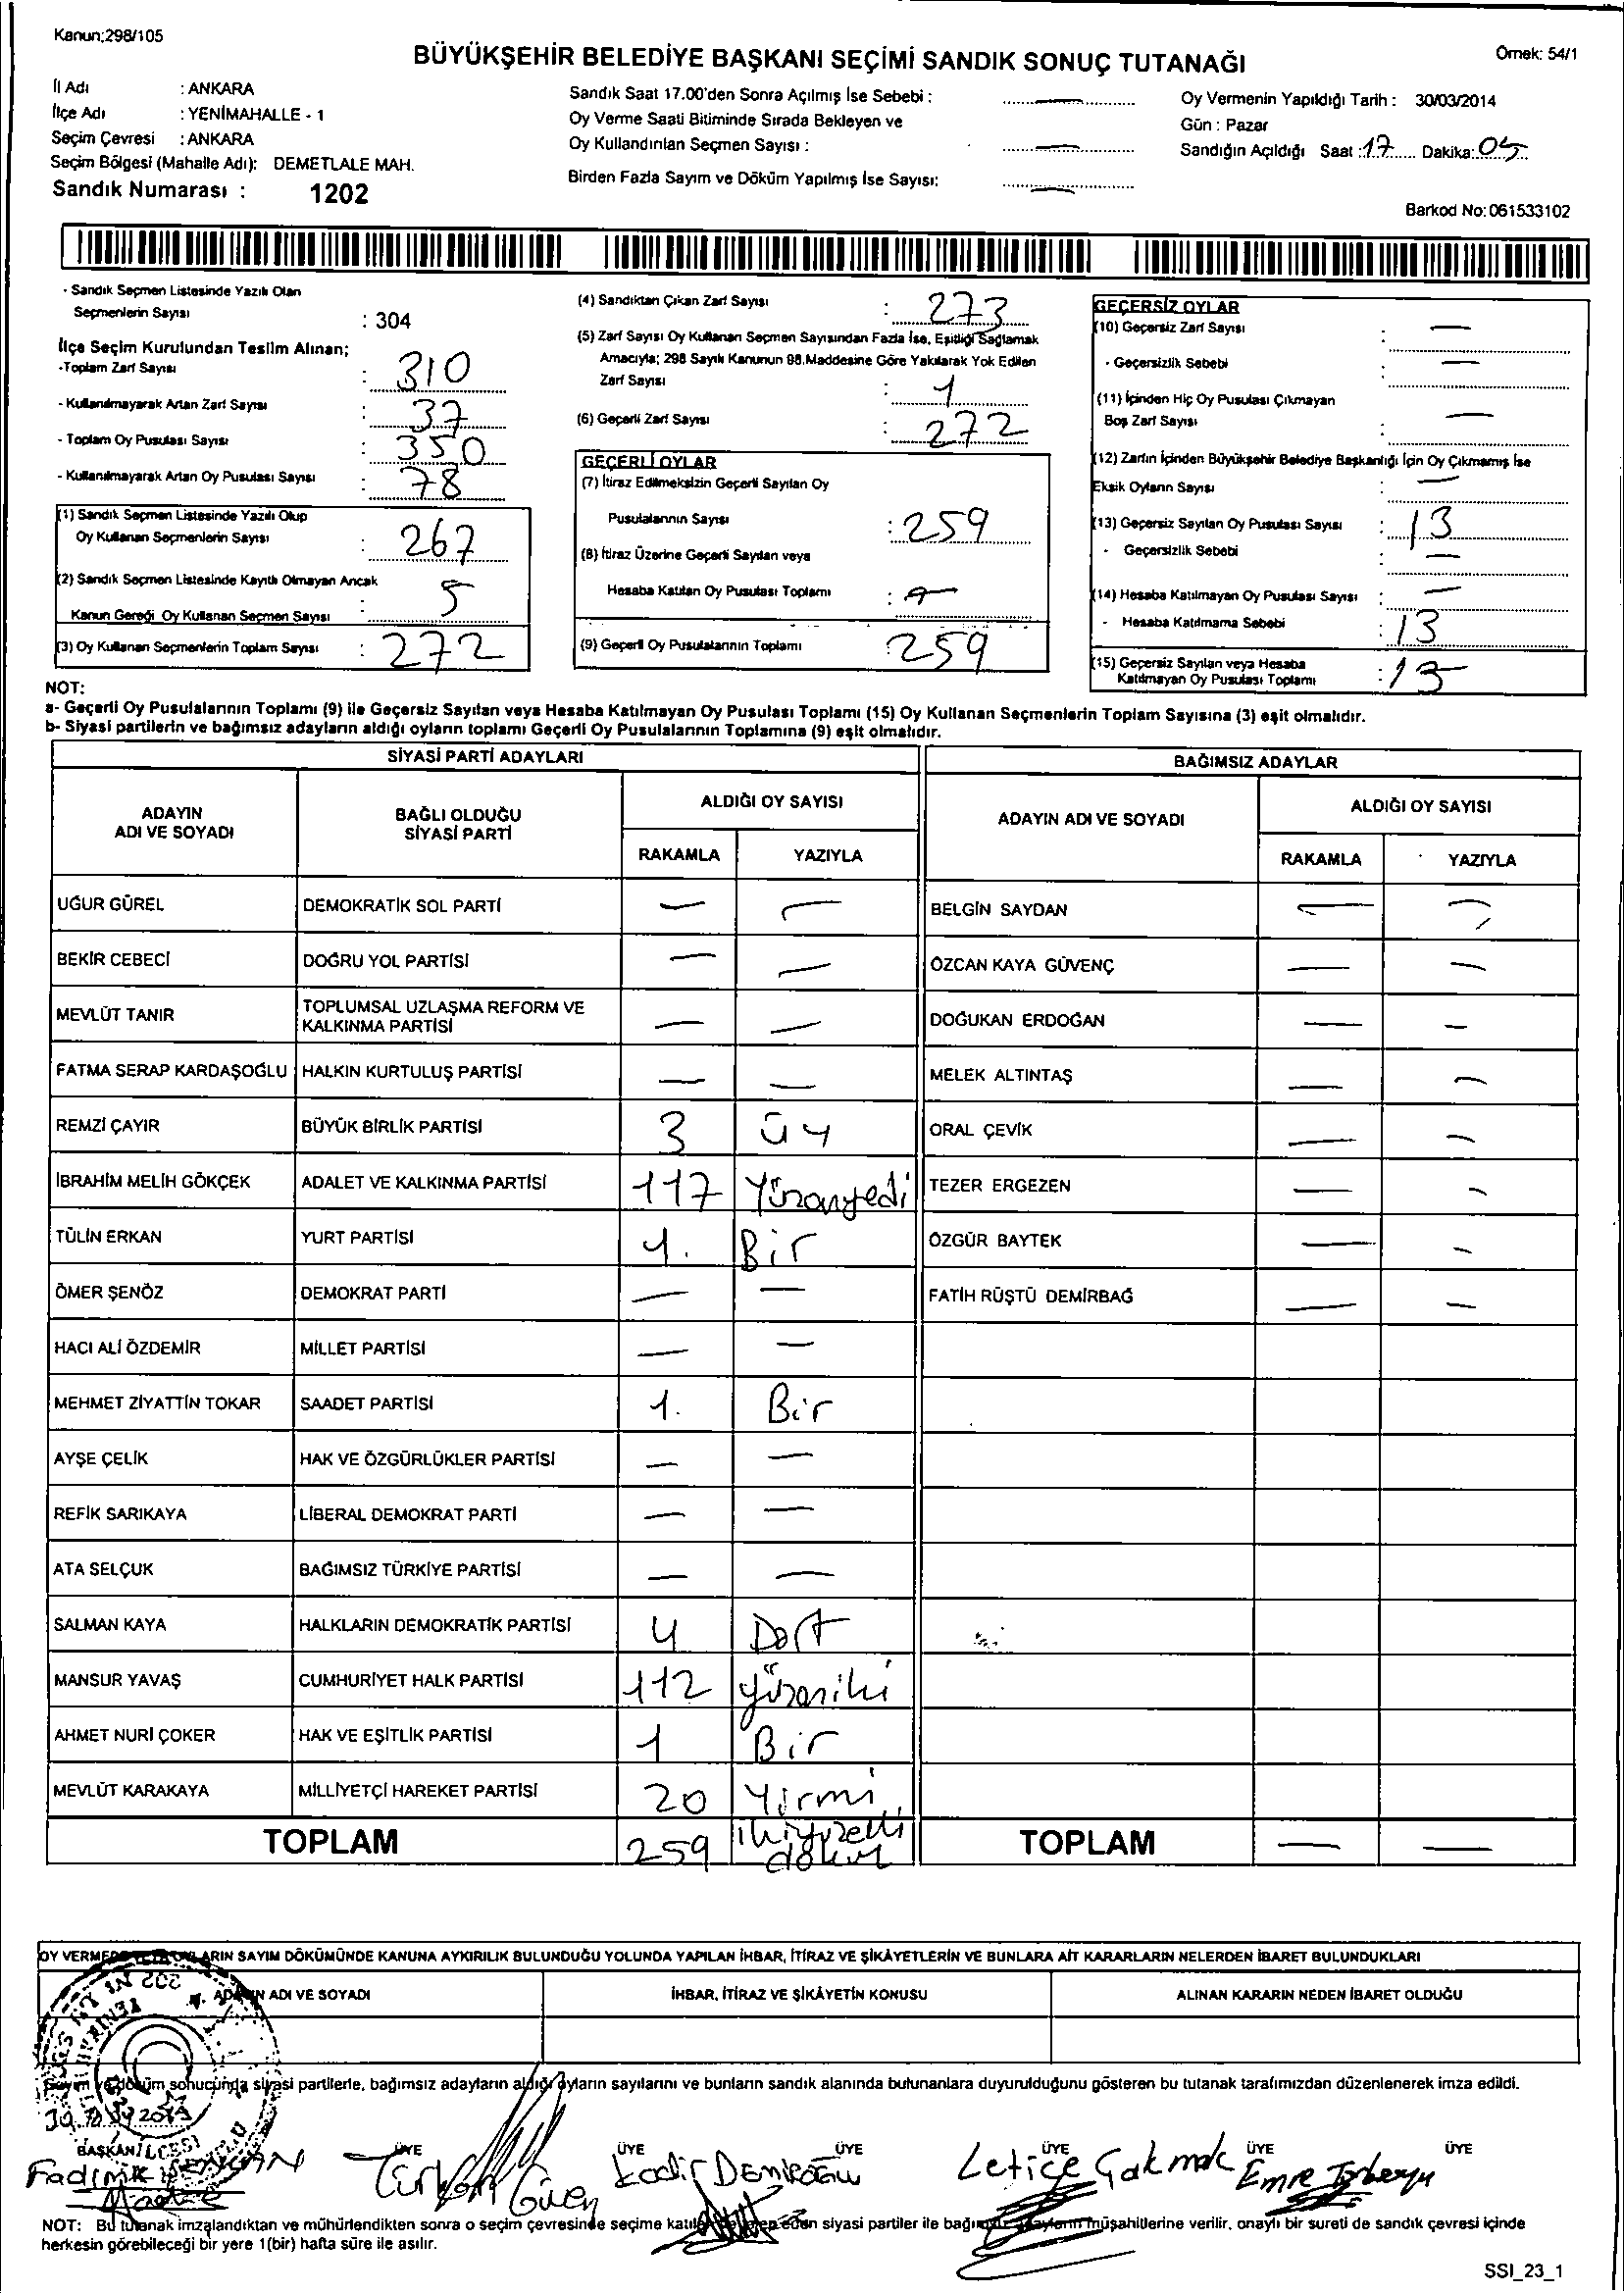 Kanun;298/105
BÜYÜKŞEHİR BELEDİYE BAŞKANI SEÇİMİ SANDIK SONUÇ TUTANAĞI
Örnek: 54/1
İl Adı : ANKARA
İlçe Adı : YENİMAHALLE - 1
Seçim Çevresi : ANKARA
Seçim Bölgesi (Mahalle Adı): DEMETLALE MAH.
Sandık Numarası : 1202
Sandık Saat 17.00'den Sonra Açılmış İse Sebebi : —
Oy Verme Saati Bitiminde Sırada Bekleyen ve
Oy Kullandırılan Seçmen Sayısı : —
Birden Fazla Sayım ve Döküm Yapılmış İse Sayısı: —
Oy Vermenin Yapıldığı Tarih : 30/03/2014
Gün : Pazar
Sandığın Açıldığı Saat : 17 Dakika: 05
Barkod No: 061533102
- Sandık Seçmen Listesinde Yazılı Olan
Seçmenlerin Sayısı : 304
İlçe Seçim Kurulundan Teslim Alınan;
-Toplam Zarf Sayısı : 310
- Kullanılmayarak Artan Zarf Sayısı : 37
- Toplam Oy Pusulası Sayısı : 350
- Kullanılmayarak Artan Oy Pusulası Sayısı : 78
(1) Sandık Seçmen Listesinde Yazılı Olup
Oy Kullanan Seçmenlerin Sayısı : 267
(2) Sandık Seçmen Listesinde Kayıtlı Olmayan Ancak
Kanun Gereği Oy Kullanan Seçmen Sayısı : 5
(3) Oy Kullanan Seçmenlerin Toplam Sayısı : 272
(4) Sandıktan Çıkan Zarf Sayısı : 273
(5) Zarf Sayısı Oy Kullanan Seçmen Sayısından Fazla İse, Eşitliği Sağlamak
Amacıyla; 298 Sayılı Kanunun 98.Maddesine Göre Yakılarak Yok Edilen
Zarf Sayısı : 1
(6) Geçerli Zarf Sayısı : 272
GEÇERLİ OYLAR
(7) İtiraz Edilmeksizin Geçerli Sayılan Oy
Pusulalarının Sayısı : 259
(8) İtiraz Üzerine Geçerli Sayılan veya
Hesaba Katılan Oy Pusulası Toplamı :
(9) Geçerli Oy Pusulalarının Toplamı : 259
GEÇERSİZ OYLAR
(10) Geçersiz Zarf Sayısı : —
- Geçersizlik Sebebi : —
(11) İçinden Hiç Oy Pusulası Çıkmayan
Boş Zarf Sayısı : —
(12) Zarfın İçinden Büyükşehir Belediye Başkanlığı İçin Oy Çıkmamış İse
Eksik Oyların Sayısı : —
(13) Geçersiz Sayılan Oy Pusulası Sayısı : 13
- Geçersizlik Sebebi : —
(14) Hesaba Katılmayan Oy Pusulası Sayısı : —
- Hesaba Katılmama Sebebi : 13
(15) Geçersiz Sayılan veya Hesaba
Katılmayan Oy Pusulası Toplamı : 13
NOT:
a- Geçerli Oy Pusulalarının Toplamı (9) ile Geçersiz Sayılan veya Hesaba Katılmayan Oy Pusulası Toplamı (15) Oy Kullanan Seçmenlerin Toplam Sayısına (3) eşit olmalıdır.
b- Siyasi partilerin ve bağımsız adayların aldığı oyların toplamı Geçerli Oy Pusulalarının Toplamına (9) eşit olmalıdır.
SİYASİ PARTİ ADAYLARI
ADAYIN ADI VE SOYADI BAĞLI OLDUĞU SİYASİ PARTİ ALDIĞI OY SAYISI
RAKAMLA YAZIYLA
UĞUR GÜREL DEMOKRATİK SOL PARTİ — —
BEKİR CEBECİ DOĞRU YOL PARTİSİ — —
MEVLÜT TANIR TOPLUMSAL UZLAŞMA REFORM VE KALKINMA PARTİSİ — —
FATMA SERAP KARDAŞOĞLU HALKIN KURTULUŞ PARTİSİ — —
REMZİ ÇAYIR BÜYÜK BİRLİK PARTİSİ 3 üç
İBRAHİM MELİH GÖKÇEK ADALET VE KALKINMA PARTİSİ 117 Yüzonyedi
TÜLİN ERKAN YURT PARTİSİ 1. Bir
ÖMER ŞENÖZ DEMOKRAT PARTİ — —
HACI ALİ ÖZDEMİR MİLLET PARTİSİ — —
MEHMET ZİYATTİN TOKAR SAADET PARTİSİ 1. Bir
AYŞE ÇELİK HAK VE ÖZGÜRLÜKLER PARTİSİ — —
REFİK SARIKAYA LİBERAL DEMOKRAT PARTİ — —
ATA SELÇUK BAĞIMSIZ TÜRKİYE PARTİSİ — —
SALMAN KAYA HALKLARIN DEMOKRATİK PARTİSİ 4 Dört
MANSUR YAVAŞ CUMHURİYET HALK PARTİSİ 112 yüzoniki
AHMET NURİ ÇOKER HAK VE EŞİTLİK PARTİSİ 1 Bir
MEVLÜT KARAKAYA MİLLİYETÇİ HAREKET PARTİSİ 20 Yirmi
TOPLAM 259 ikiyüzelli dokuz
BAĞIMSIZ ADAYLAR
ADAYIN ADI VE SOYADI ALDIĞI OY SAYISI
RAKAMLA YAZIYLA
BELGİN SAYDAN — —
ÖZCAN KAYA GÜVENÇ — —
DOĞUKAN ERDOĞAN — —
MELEK ALTINTAŞ — —
ORAL ÇEVİK — —
TEZER ERGEZEN — —
ÖZGÜR BAYTEK — —
FATİH RÜŞTÜ DEMİRBAĞ — —
TOPLAM — —
OY VERME SAYIM DÖKÜMÜNDE KANUNA AYKIRILIK BULUNDUĞU YOLUNDA YAPILAN İHBAR, İTİRAZ VE ŞİKÂYETLERİN VE BUNLARA AİT KARARLARIN NELERDEN İBARET BULUNDUKLARI
ADAYIN ADI VE SOYADI İHBAR, İTİRAZ VE ŞİKÂYETİN KONUSU ALINAN KARARIN NEDEN İBARET OLDUĞU
Sayım ve döküm sonucunda siyasi partilerle, bağımsız adayların aldığı oyların sayılarını ve bunların sandık alanında bulunanlara duyurulduğunu gösteren bu tutanak tarafımızdan düzenlenerek imza edildi.
BAŞKAN ÜYE ÜYE ÜYE ÜYE ÜYE ÜYE
Türkan Güven Kadir Demiroğlu Letife Çakmak Emre
NOT: Bu tutanak imzalandıktan ve mühürlendikten sonra o seçim çevresinde seçime katılan siyasi partiler ile bağımsız adayların müşahitlerine verilir, onaylı bir sureti de sandık çevresi içinde
herkesin görebileceği bir yere 1(bir) hafta süre ile asılır.
SSI_23_1